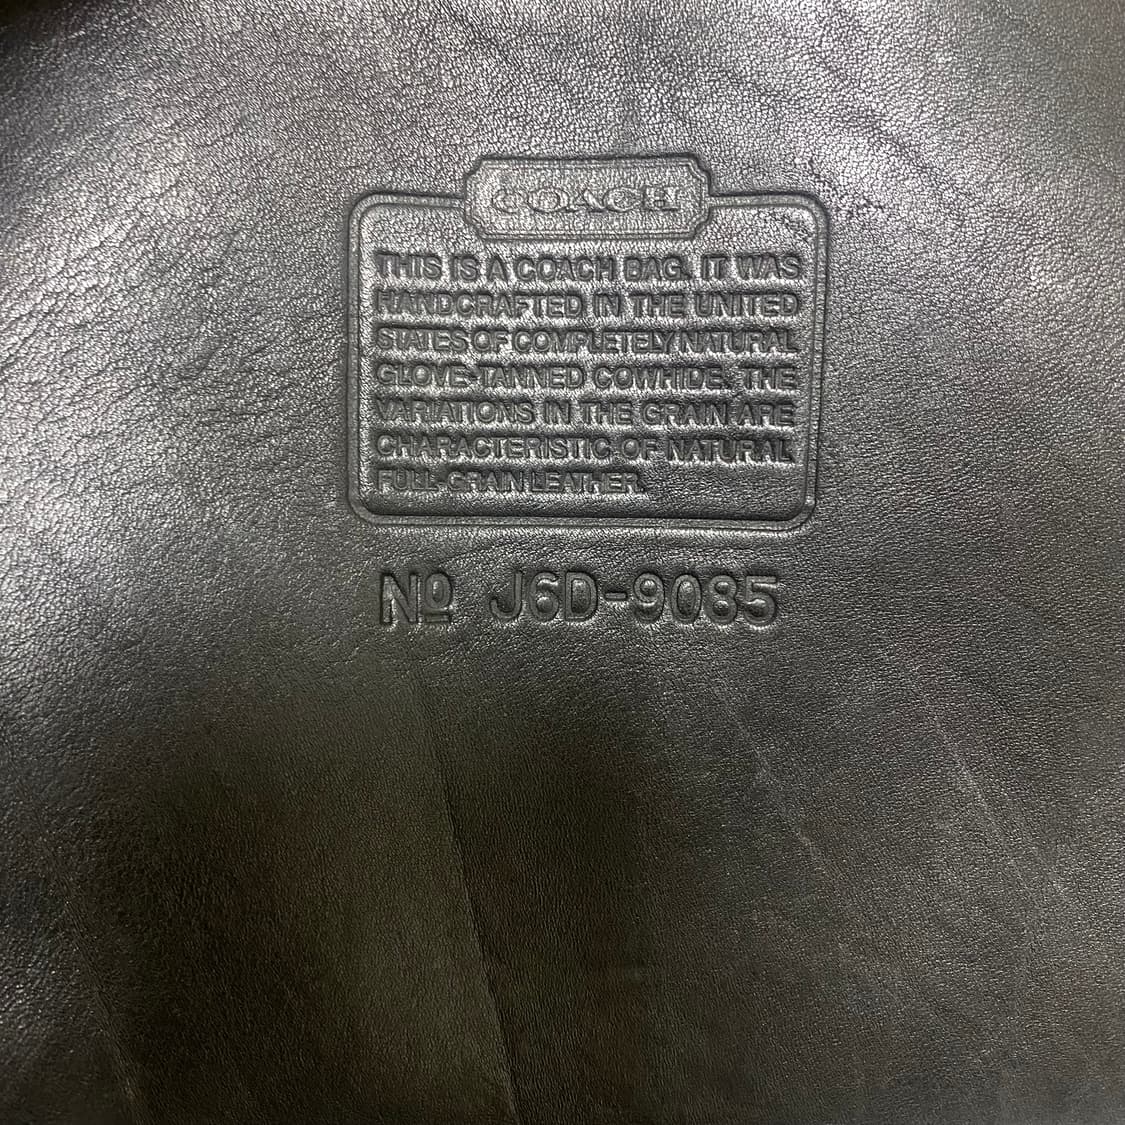 COACH
THIS IS A COACH BAG. IT WAS
HANDCRAFTED IN THE UNITED
STATES OF COMPLETELY NATURAL
GLOVE-TANNED COWHIDE. THE
VARIATIONS IN THE GRAIN ARE
CHARACTERISTIC OF NATURAL
FULL-GRAIN LEATHER.
Nº J6D-9085